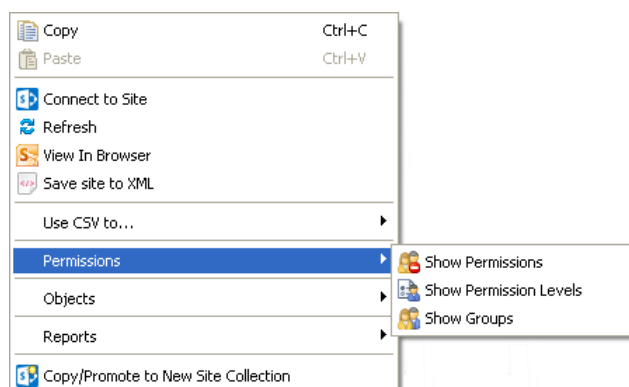 Copy Ctrl+C
Paste Ctrl+V
Connect to Site
Refresh
View In Browser
Save site to XML
Use CSV to...
Permissions
Show Permissions
Show Permission Levels
Show Groups
Objects
Reports
Copy/Promote to New Site Collection